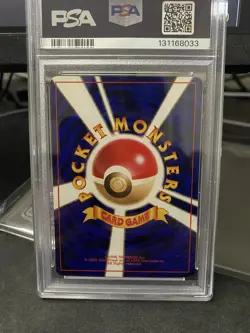 PSA
PSA
131168033
POCKET MONSTERS
CARD GAME